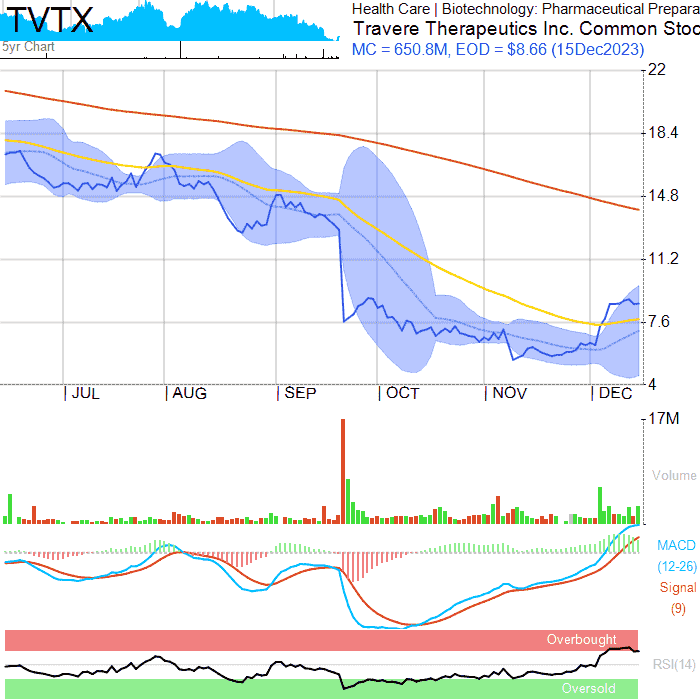 TVTX
5yr Chart
Health Care | Biotechnology: Pharmaceutical Prepara
Travere Therapeutics Inc. Common Stoc
MC = 650.8M, EOD = $8.66 (15Dec2023)
22
18.4
14.8
11.2
7.6
4
JUL AUG SEP OCT NOV DEC
17M
Volume
MACD
(12-26)
Signal
(9)
Overbought
RSI(14)
Oversold